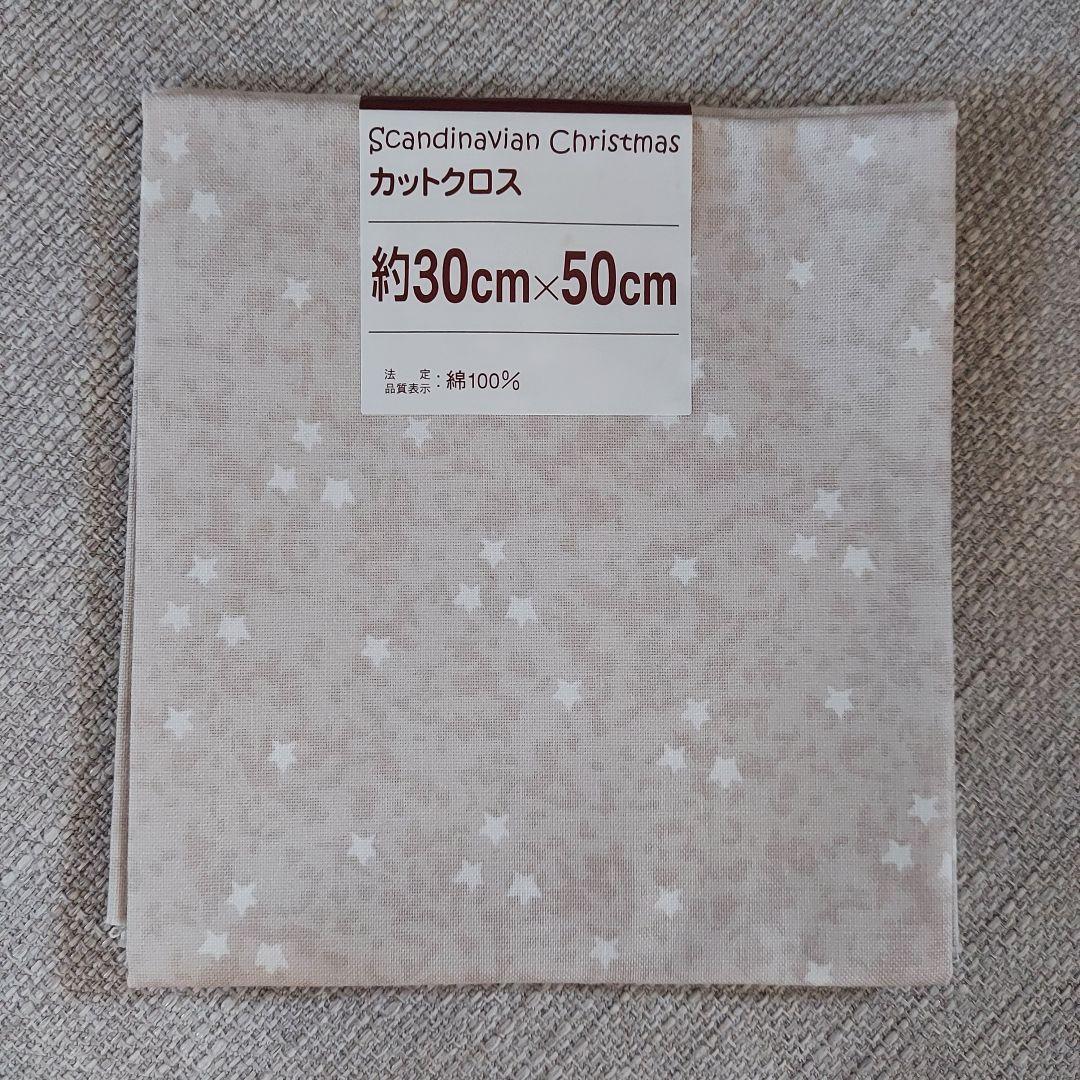 Scandinavian Christmas
カットクロス
約30cm×50cm
法 定
品質表示:綿100%